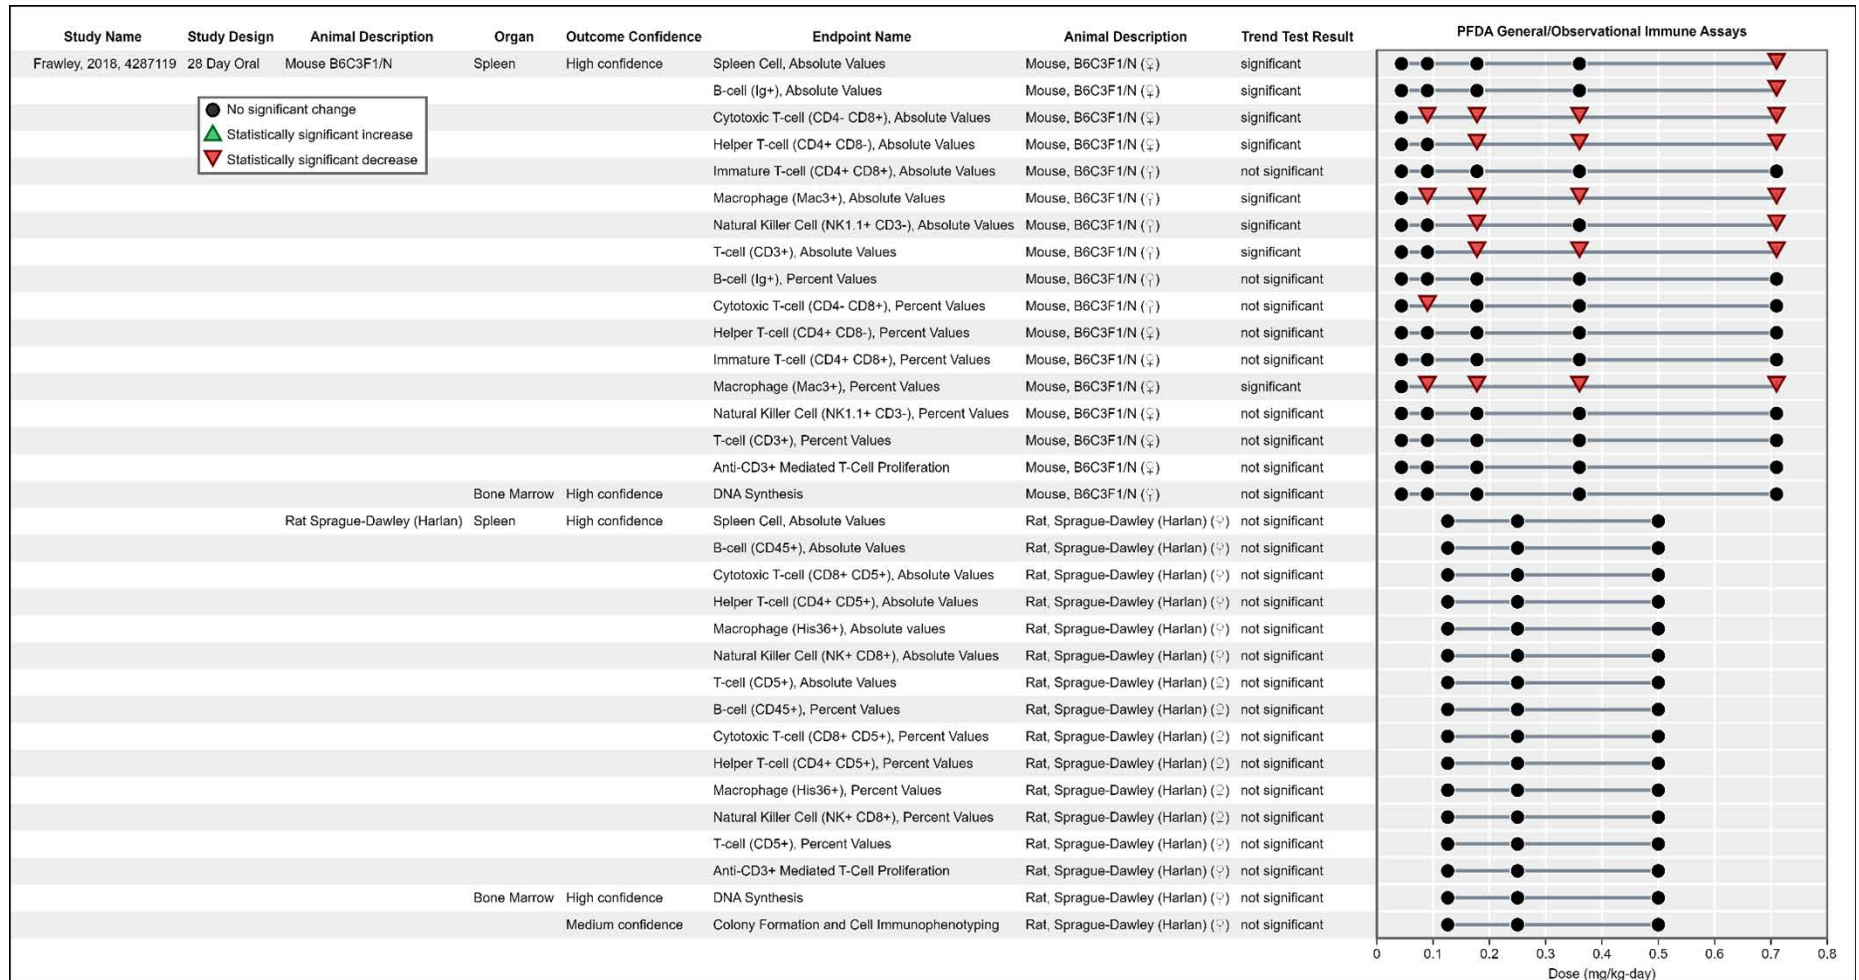 Study Name Study Design Animal Description Organ Outcome Confidence Endpoint Name Animal Description Trend Test Result PFDA General/Observational Immune Assays
Frawley, 2018, 4287119 28 Day Oral Mouse B6C3F1/N Spleen High confidence Spleen Cell, Absolute Values Mouse, B6C3F1/N (♀) significant
B-cell (Ig+), Absolute Values Mouse, B6C3F1/N (♀) significant
No significant change
Statistically significant increase
Statistically significant decrease
Cytotoxic T-cell (CD4- CD8+), Absolute Values Mouse, B6C3F1/N (♀) significant
Helper T-cell (CD4+ CD8-), Absolute Values Mouse, B6C3F1/N (♀) significant
Immature T-cell (CD4+ CD8+), Absolute Values Mouse, B6C3F1/N (♀) not significant
Macrophage (Mac3+), Absolute Values Mouse, B6C3F1/N (♀) significant
Natural Killer Cell (NK1.1+ CD3-), Absolute Values Mouse, B6C3F1/N (♀) significant
T-cell (CD3+), Absolute Values Mouse, B6C3F1/N (♀) significant
B-cell (Ig+), Percent Values Mouse, B6C3F1/N (♀) not significant
Cytotoxic T-cell (CD4- CD8+), Percent Values Mouse, B6C3F1/N (♀) not significant
Helper T-cell (CD4+ CD8-), Percent Values Mouse, B6C3F1/N (♀) not significant
Immature T-cell (CD4+ CD8+), Percent Values Mouse, B6C3F1/N (♀) not significant
Macrophage (Mac3+), Percent Values Mouse, B6C3F1/N (♀) significant
Natural Killer Cell (NK1.1+ CD3-), Percent Values Mouse, B6C3F1/N (♀) not significant
T-cell (CD3+), Percent Values Mouse, B6C3F1/N (♀) not significant
Anti-CD3+ Mediated T-Cell Proliferation Mouse, B6C3F1/N (♀) not significant
Bone Marrow High confidence DNA Synthesis Mouse, B6C3F1/N (♀) not significant
Rat Sprague-Dawley (Harlan) Spleen High confidence Spleen Cell, Absolute Values Rat, Sprague-Dawley (Harlan) (♀) not significant
B-cell (CD45+), Absolute Values Rat, Sprague-Dawley (Harlan) (♀) not significant
Cytotoxic T-cell (CD8+ CD5+), Absolute Values Rat, Sprague-Dawley (Harlan) (♀) not significant
Helper T-cell (CD4+ CD5+), Absolute Values Rat, Sprague-Dawley (Harlan) (♀) not significant
Macrophage (His36+), Absolute values Rat, Sprague-Dawley (Harlan) (♀) not significant
Natural Killer Cell (NK+ CD8+), Absolute Values Rat, Sprague-Dawley (Harlan) (♀) not significant
T-cell (CD5+), Absolute Values Rat, Sprague-Dawley (Harlan) (♀) not significant
B-cell (CD45+), Percent Values Rat, Sprague-Dawley (Harlan) (♀) not significant
Cytotoxic T-cell (CD8+ CD5+), Percent Values Rat, Sprague-Dawley (Harlan) (♀) not significant
Helper T-cell (CD4+ CD5+), Percent Values Rat, Sprague-Dawley (Harlan) (♀) not significant
Macrophage (His36+), Percent Values Rat, Sprague-Dawley (Harlan) (♀) not significant
Natural Killer Cell (NK+ CD8+), Percent Values Rat, Sprague-Dawley (Harlan) (♀) not significant
T-cell (CD5+), Percent Values Rat, Sprague-Dawley (Harlan) (♀) not significant
Anti-CD3+ Mediated T-Cell Proliferation Rat, Sprague-Dawley (Harlan) (♀) not significant
Bone Marrow High confidence DNA Synthesis Rat, Sprague-Dawley (Harlan) (♀) not significant
Medium confidence Colony Formation and Cell Immunophenotyping Rat, Sprague-Dawley (Harlan) (♀) not significant
0 0.1 0.2 0.3 0.4 0.5 0.6 0.7 0.8
Dose (mg/kg-day)